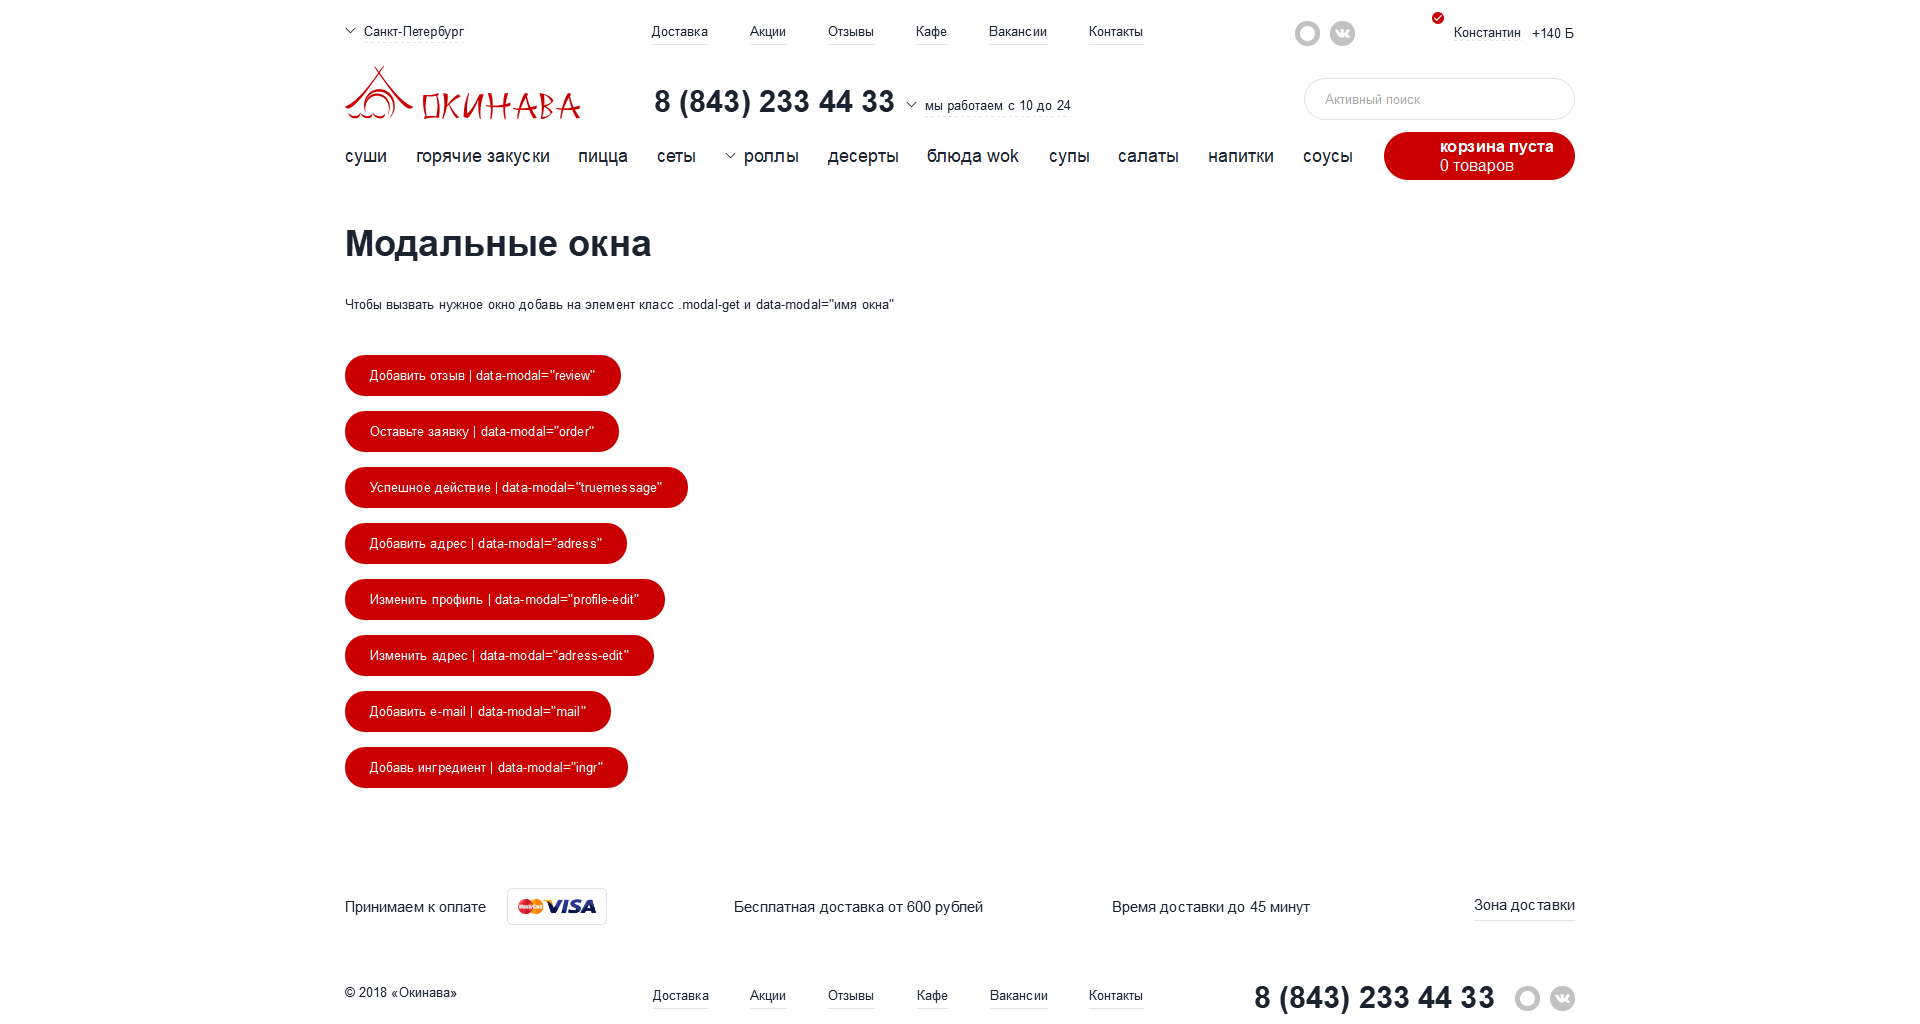 Санкт-Петербург
Доставка Акции Отзывы Кафе Вакансии Контакты
Константин +140 Б
ОКИНАВА
8 (843) 233 44 33 мы работаем с 10 до 24
Активный поиск
суши горячие закуски пицца сеты роллы десерты блюда wok супы салаты напитки соусы
корзина пуста
0 товаров
Модальные окна
Чтобы вызвать нужное окно добавь на элемент класс .modal-get и data-modal="имя окна"
Добавить отзыв | data-modal="review"
Оставьте заявку | data-modal="order"
Успешное действие | data-modal="truemessage"
Добавить адрес | data-modal="adress"
Изменить профиль | data-modal="profile-edit"
Изменить адрес | data-modal="adress-edit"
Добавить e-mail | data-modal="mail"
Добавь ингредиент | data-modal="ingr"
Принимаем к оплате MasterCard VISA Бесплатная доставка от 600 рублей Время доставки до 45 минут Зона доставки
© 2018 «Окинава» Доставка Акции Отзывы Кафе Вакансии Контакты 8 (843) 233 44 33